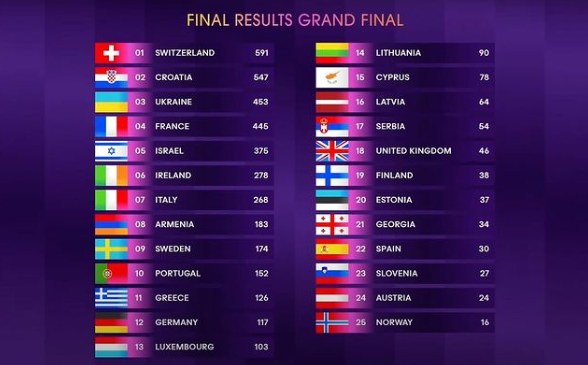 FINAL RESULTS GRAND FINAL
01 SWITZERLAND 591
02 CROATIA 547
03 UKRAINE 453
04 FRANCE 445
05 ISRAEL 375
06 IRELAND 278
07 ITALY 268
08 ARMENIA 183
09 SWEDEN 174
10 PORTUGAL 152
11 GREECE 126
12 GERMANY 117
13 LUXEMBOURG 103
14 LITHUANIA 90
15 CYPRUS 78
16 LATVIA 64
17 SERBIA 54
18 UNITED KINGDOM 46
19 FINLAND 38
20 ESTONIA 37
21 GEORGIA 34
22 SPAIN 30
23 SLOVENIA 27
24 AUSTRIA 24
25 NORWAY 16